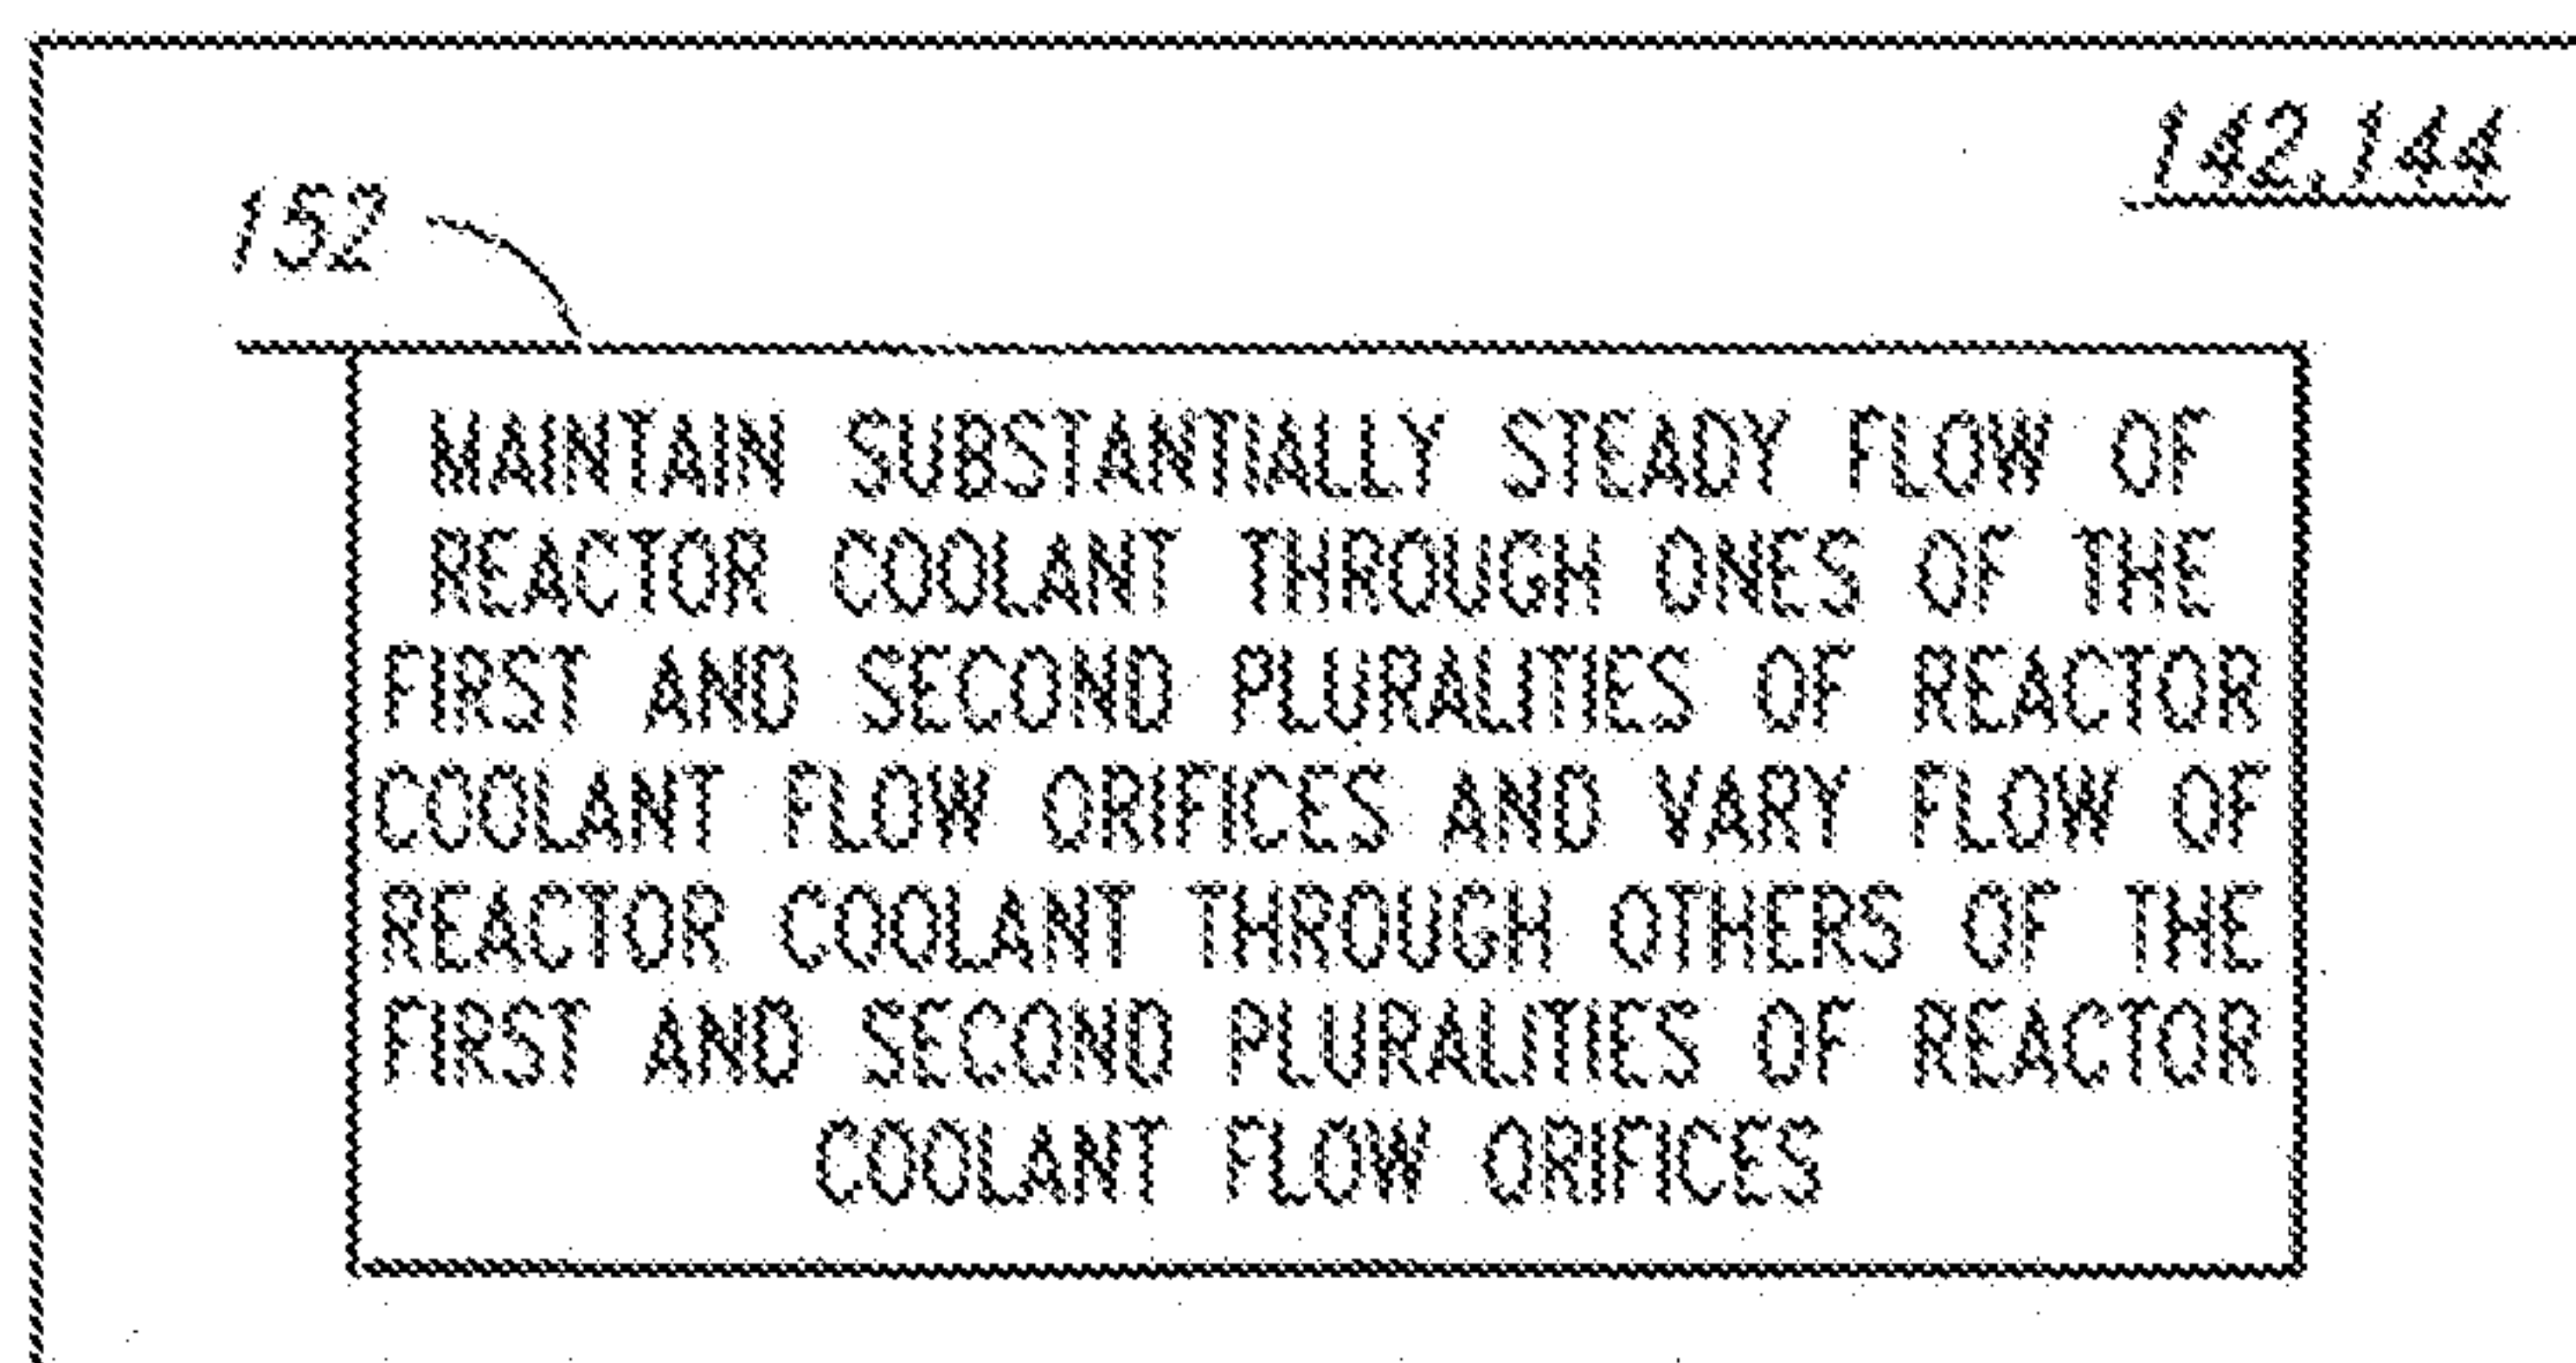 142,144
152
MAINTAIN SUBSTANTIALLY STEADY FLOW OF
REACTOR COOLANT THROUGH ONES OF THE
FIRST AND SECOND PLURALITIES OF REACTOR
COOLANT FLOW ORIFICES AND VARY FLOW OF
REACTOR COOLANT THROUGH OTHERS OF THE
FIRST AND SECOND PLURALITIES OF REACTOR
COOLANT FLOW ORIFICES